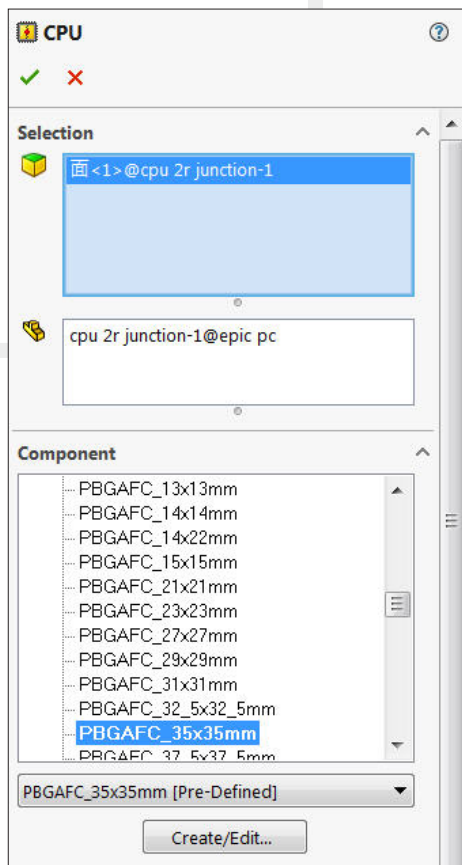 CPU
Selection
面<1>@cpu 2r junction-1
cpu 2r junction-1@epic pc
Component
PBGAFC_13x13mm
PBGAFC_14x14mm
PBGAFC_14x22mm
PBGAFC_15x15mm
PBGAFC_21x21mm
PBGAFC_23x23mm
PBGAFC_27x27mm
PBGAFC_29x29mm
PBGAFC_31x31mm
PBGAFC_32_5x32_5mm
PBGAFC_35x35mm
PBGAFC_37_5x37_5mm
PBGAFC_35x35mm [Pre-Defined]
Create/Edit...